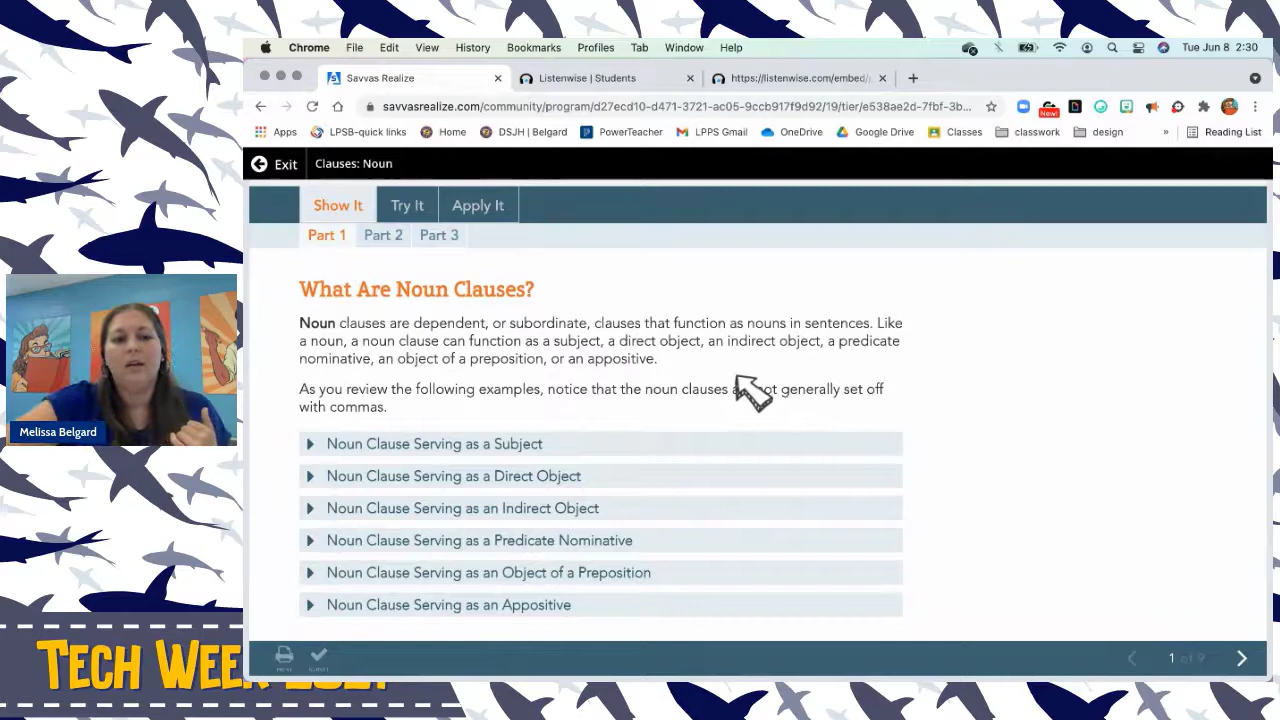 Chrome File Edit View History Bookmarks Profiles Tab Window Help Tue Jun 8 2:30
Savvas Realize
Listenwise | Students
https://listenwise.com/embed/
savvasrealize.com/community/program/d27ecd10-d471-3721-ac05-9ccb917f9d92/19/tier/e538ae2d-7fbf-3b...
New!
Apps LPSB-quick links Home DSJH | Belgard PowerTeacher LPPS Gmail OneDrive Google Drive Classes classwork design » Reading List
Exit Clauses: Noun
Show It Try It Apply It
Part 1 Part 2 Part 3
What Are Noun Clauses?
Noun clauses are dependent, or subordinate, clauses that function as nouns in sentences. Like
a noun, a noun clause can function as a subject, a direct object, an indirect object, a predicate
nominative, an object of a preposition, or an appositive.
As you review the following examples, notice that the noun clauses generally set off
with commas.
Noun Clause Serving as a Subject
Noun Clause Serving as a Direct Object
Noun Clause Serving as an Indirect Object
Noun Clause Serving as a Predicate Nominative
Noun Clause Serving as an Object of a Preposition
Noun Clause Serving as an Appositive
1 of 9
Melissa Belgard
Tech Week